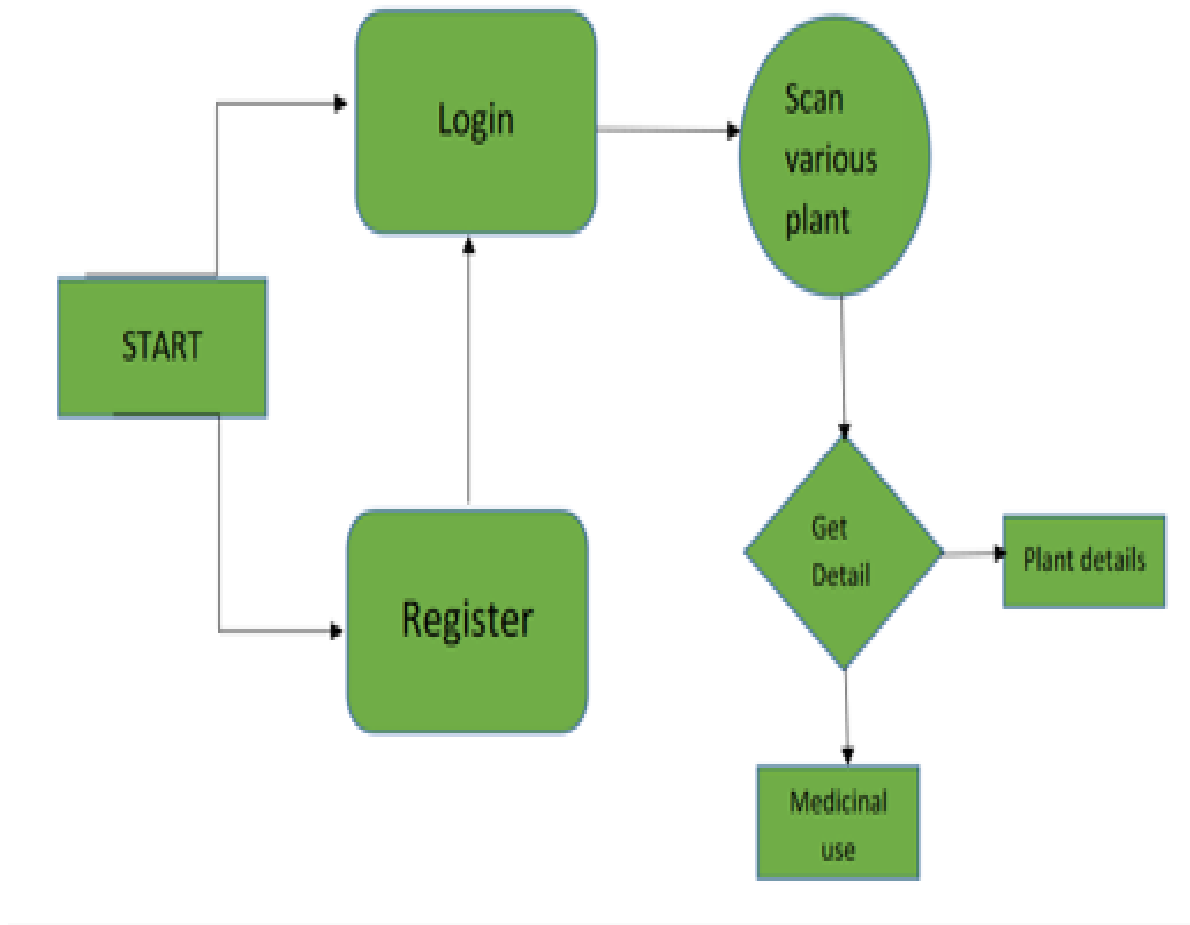 START
Login
Register
Scan
various
plant
Get
Detail
Plant details
Medicinal
use